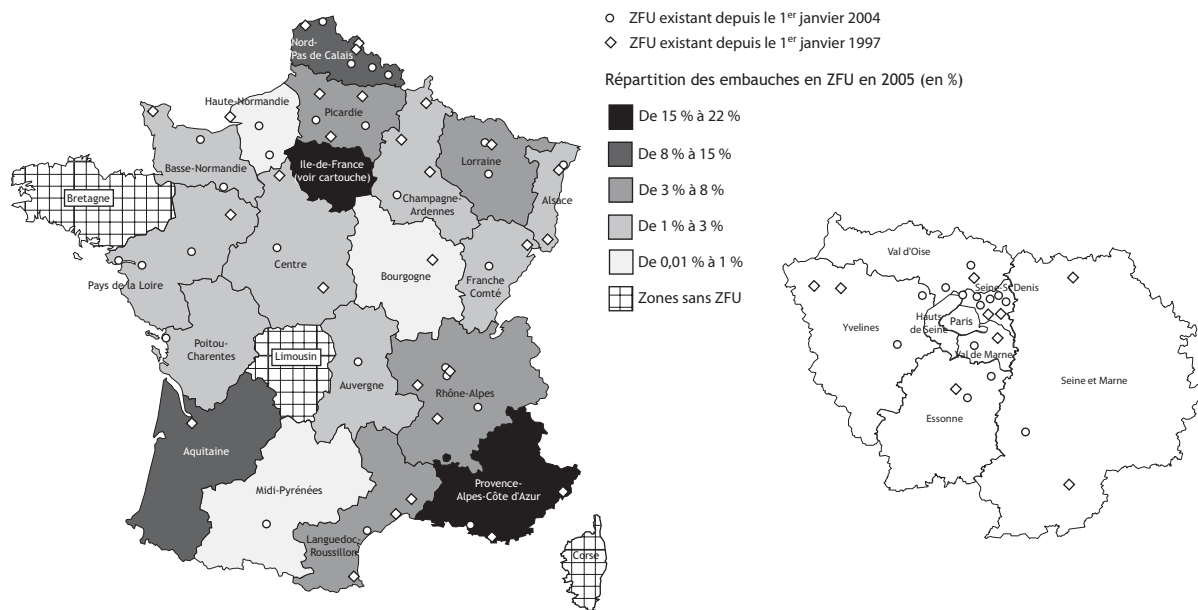 ZFU existant depuis le 1er janvier 2004
ZFU existant depuis le 1er janvier 1997
Répartition des embauches en ZFU en 2005 (en %)
De 15 % à 22 %
De 8 % à 15 %
De 3 % à 8 %
De 1 % à 3 %
De 0,01 % à 1 %
Zones sans ZFU
Nord-
Pas de Calais
Haute-Normandie
Picardie
Basse-Normandie
Ile-de-France
(voir cartouche)
Lorraine
Champagne-
Ardennes
Alsace
Bretagne
Pays de la Loire
Centre
Bourgogne
Franche
Comté
Poitou-
Charentes
Limousin
Auvergne
Rhône-Alpes
Aquitaine
Midi-Pyrénées
Languedoc-
Roussillon
Provence-
Alpes-Côte d'Azur
Corse
Val d'Oise
Seine-St Denis
Yvelines
Hauts
de Seine
Paris
Val de Marne
Seine et Marne
Essonne